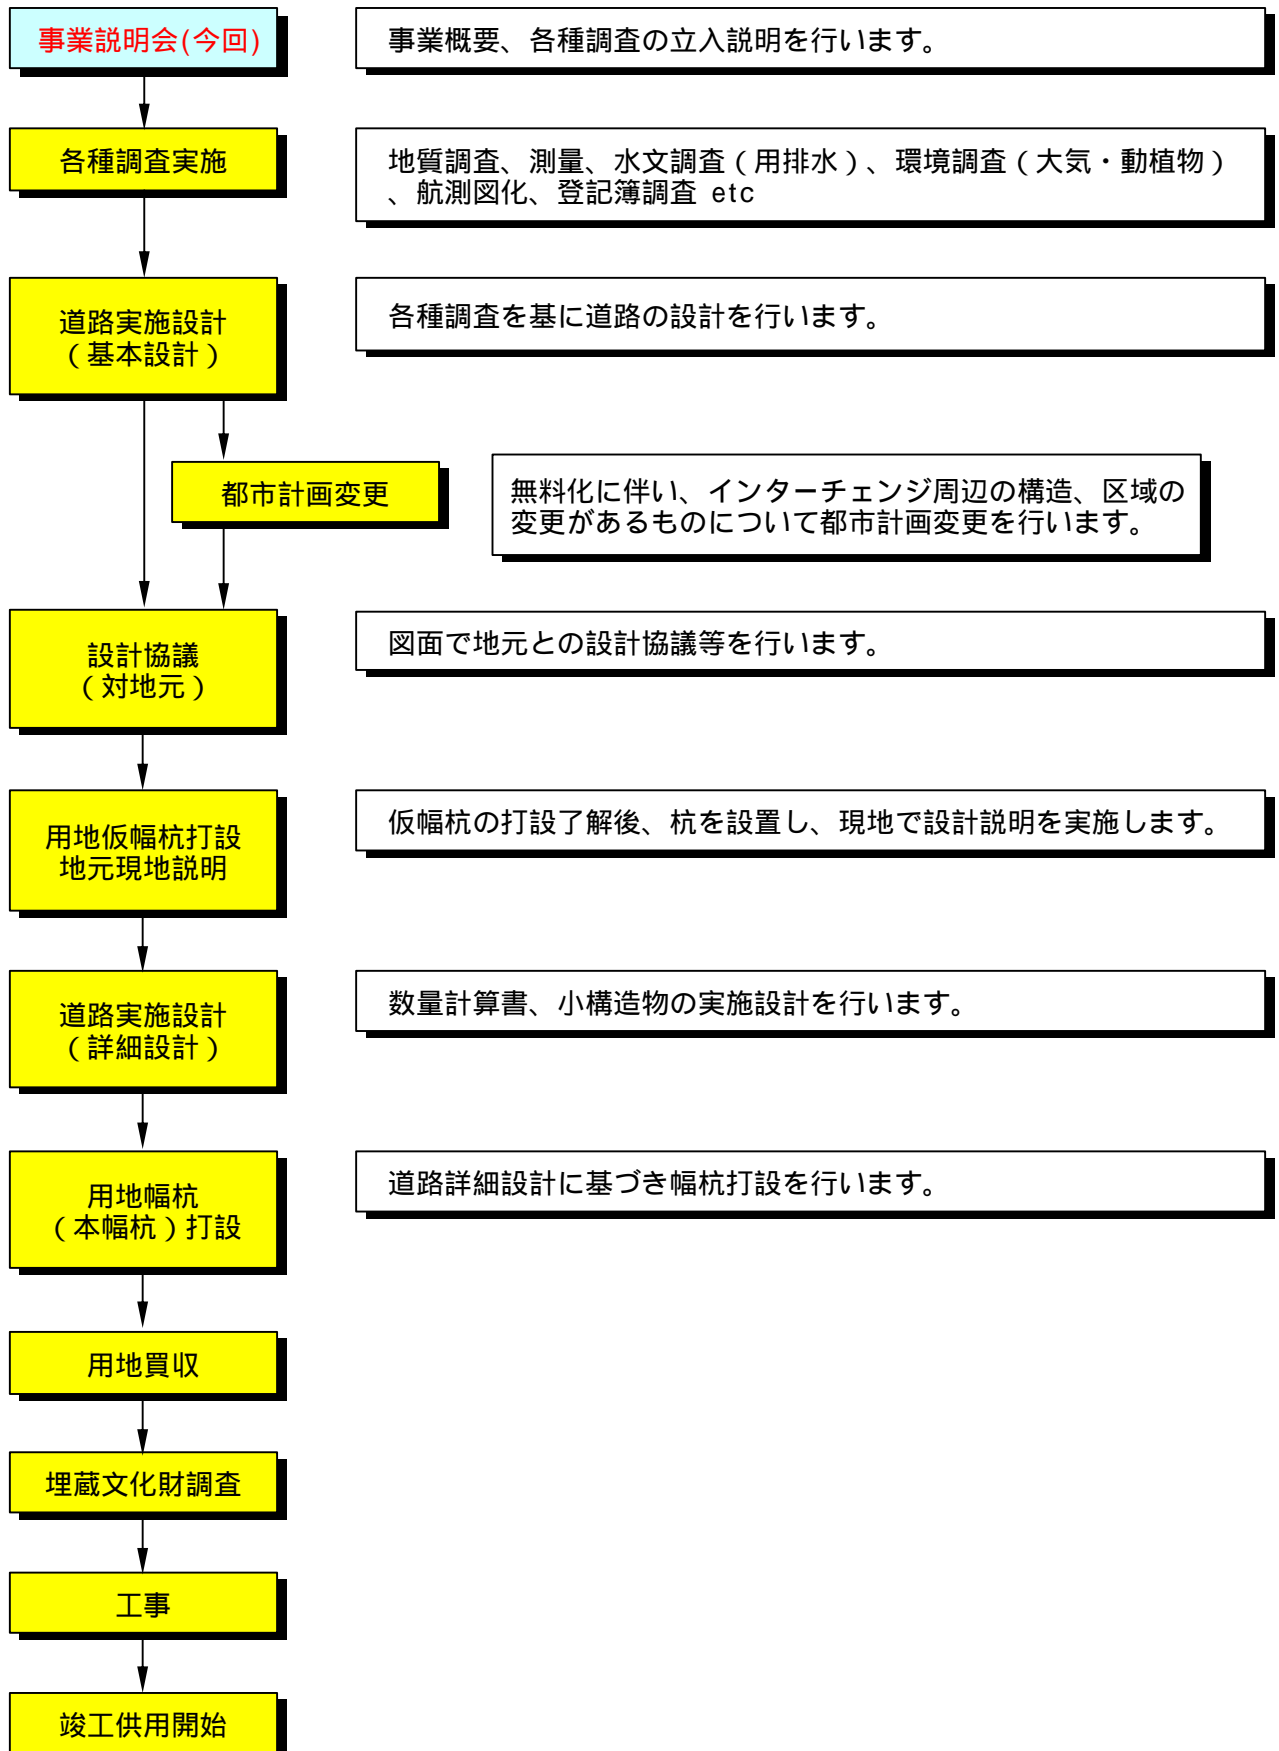 事業説明会(今回)
事業概要、各種調査の立入説明を行います。
各種調査実施
地質調査、測量、水文調査（用排水）、環境調査（大気・動植物）
、航測図化、登記簿調査 etc
道路実施設計
（基本設計）
各種調査を基に道路の設計を行います。
都市計画変更
無料化に伴い、インターチェンジ周辺の構造、区域の
変更があるものについて都市計画変更を行います。
設計協議
（対地元）
図面で地元との設計協議等を行います。
用地仮幅杭打設
地元現地説明
仮幅杭の打設了解後、杭を設置し、現地で設計説明を実施します。
道路実施設計
（詳細設計）
数量計算書、小構造物の実施設計を行います。
用地幅杭
（本幅杭）打設
道路詳細設計に基づき幅杭打設を行います。
用地買収
埋蔵文化財調査
工事
竣工供用開始